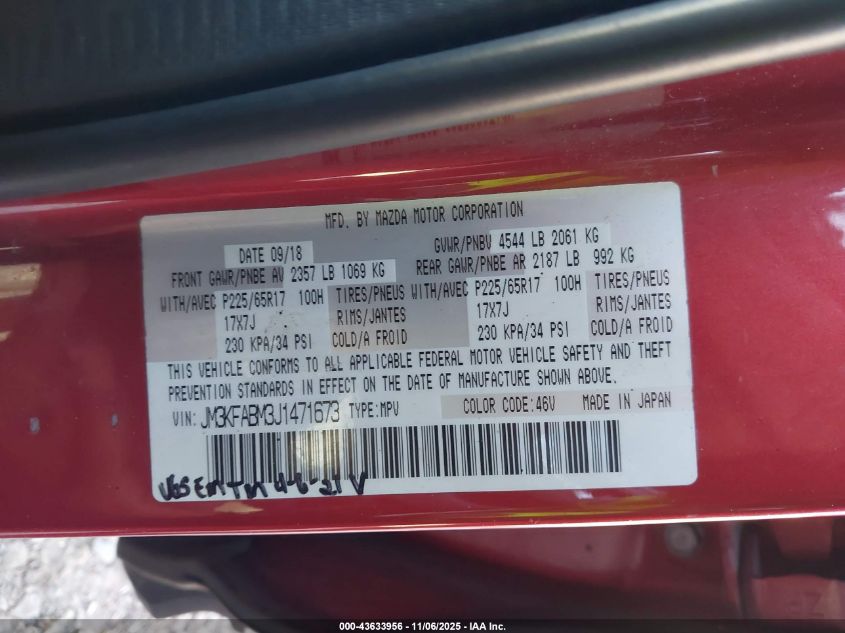 MFD. BY MAZDA MOTOR CORPORATION
DATE 09/18
GVWR/PNBV 4544 LB 2061 KG
FRONT GAWR/PNBE AV 2357 LB 1069 KG
REAR GAWR/PNBE AR 2187 LB 992 KG
WITH/AVEC P225/65R17 100H TIRES/PNEUS WITH/AVEC P225/65R17 100H TIRES/PNEUS
17X7J RIMS/JANTES 17X7J RIMS/JANTES
230 KPA/34 PSI COLD/A FROID 230 KPA/34 PSI COLD/A FROID
THIS VEHICLE CONFORMS TO ALL APPLICABLE FEDERAL MOTOR VEHICLE SAFETY AND THEFT
PREVENTION STANDARDS IN EFFECT ON THE DATE OF MANUFACTURE SHOWN ABOVE.
VIN: JM3KFABM3J1471673 TYPE:MPV COLOR CODE:46V MADE IN JAPAN
000-43633956 - 11/06/2025 - IAA Inc.